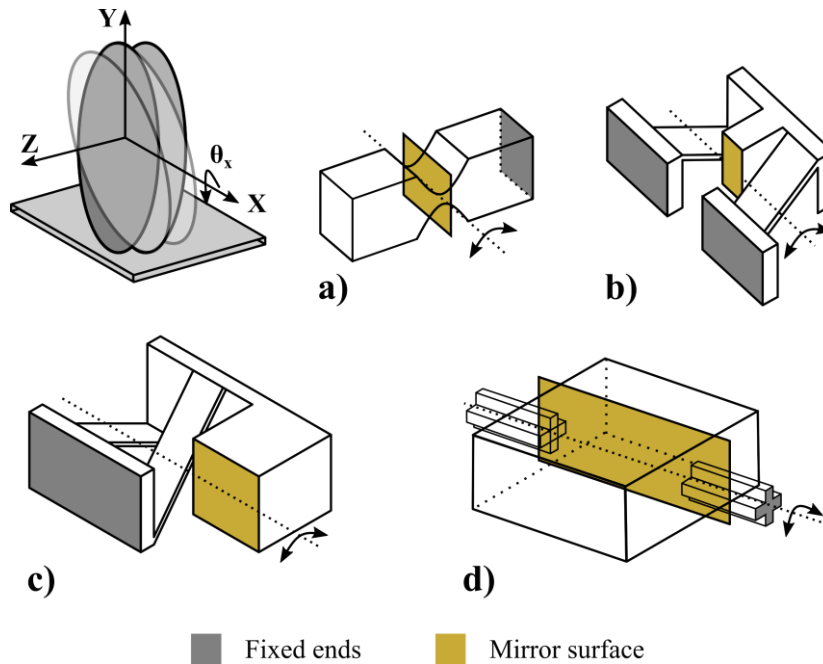 Y
Z
θx
X
a)
b)
c)
d)
Fixed ends
Mirror surface